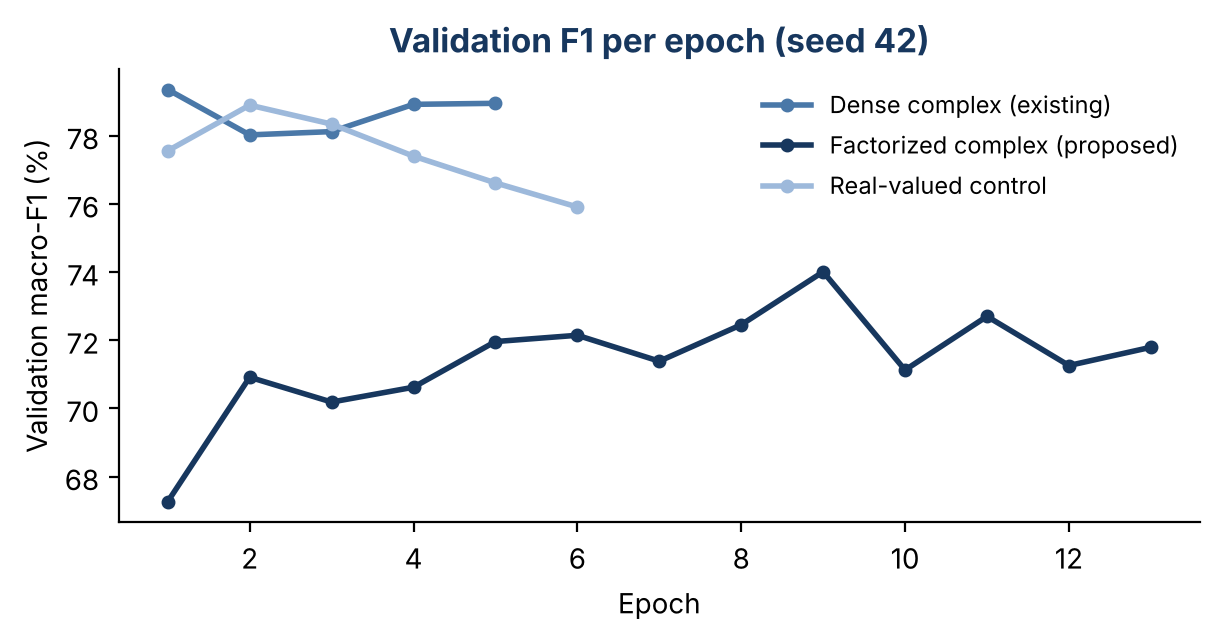 Validation F1 per epoch (seed 42)
Dense complex (existing)
Factorized complex (proposed)
Real-valued control
Validation macro-F1 (%)
78
76
74
72
70
68
2 4 6 8 10 12
Epoch